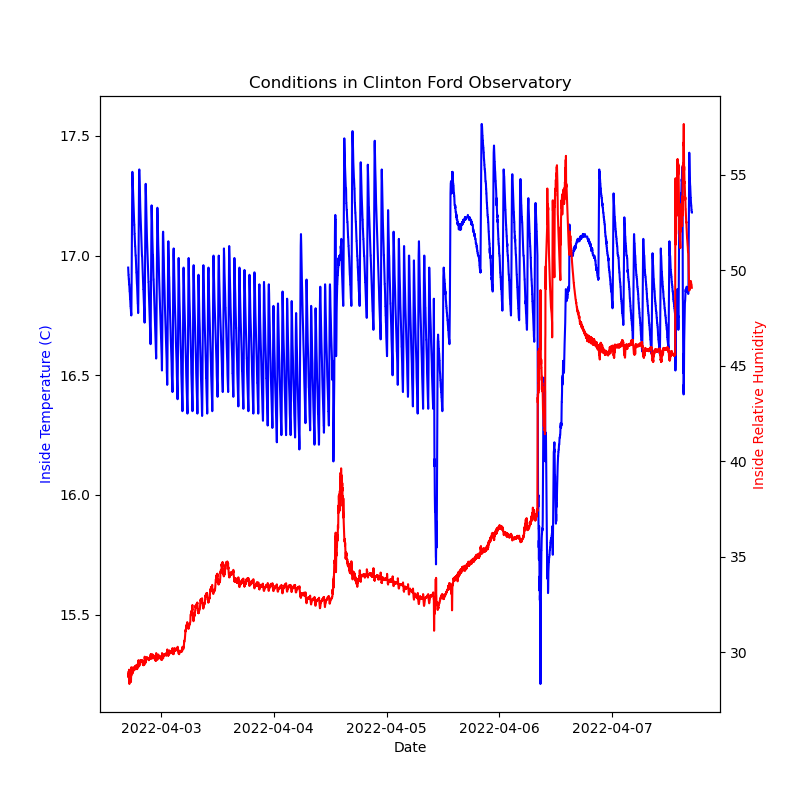 Conditions in Clinton Ford Observatory
17.5
17.0
16.5
16.0
15.5
Inside Temperature (C)
55
50
45
40
35
30
Inside Relative Humidity
2022-04-03 2022-04-04 2022-04-05 2022-04-06 2022-04-07
Date